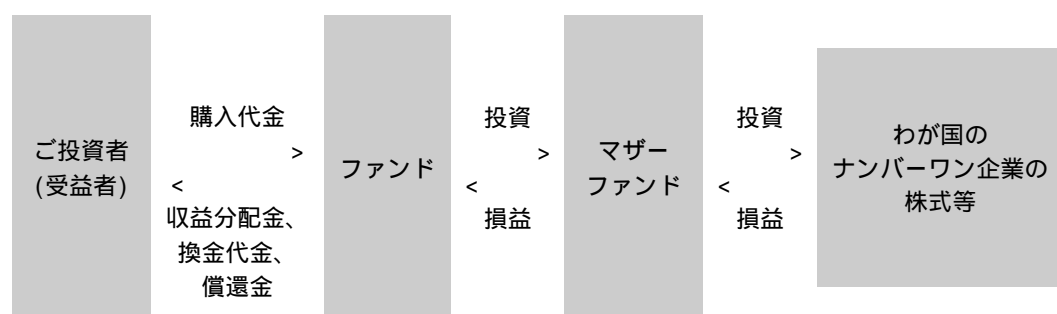 ご投資者
(受益者)
購入代金
>
<
収益分配金、
換金代金、
償還金
ファンド
投資
>
<
損益
マザー
ファンド
投資
>
<
損益
わが国の
ナンバーワン企業の
株式等